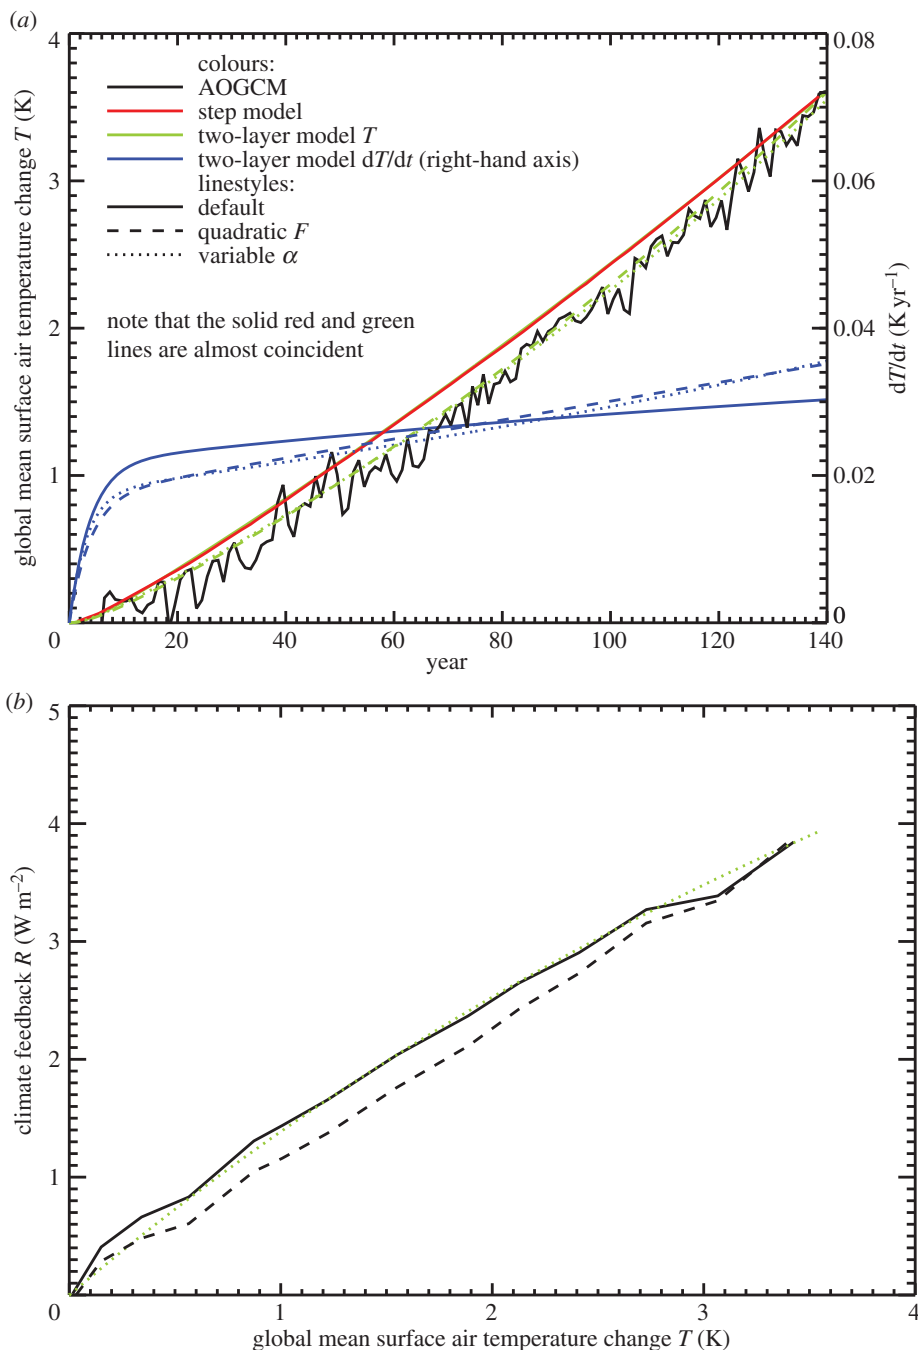 (a)
4
3
2
1
0
global mean surface air temperature change T (K)
colours:
AOGCM
step model
two-layer model T
two-layer model dT/dt (right-hand axis)
linestyles:
default
quadratic F
variable α
note that the solid red and green
lines are almost coincident
0.08
0.06
0.04
0.02
0
dT/dt (K yr⁻¹)
20 40 60 80 100 120 140
year
(b)
5
4
3
2
1
0
climate feedback R (W m⁻²)
1 2 3 4
global mean surface air temperature change T (K)